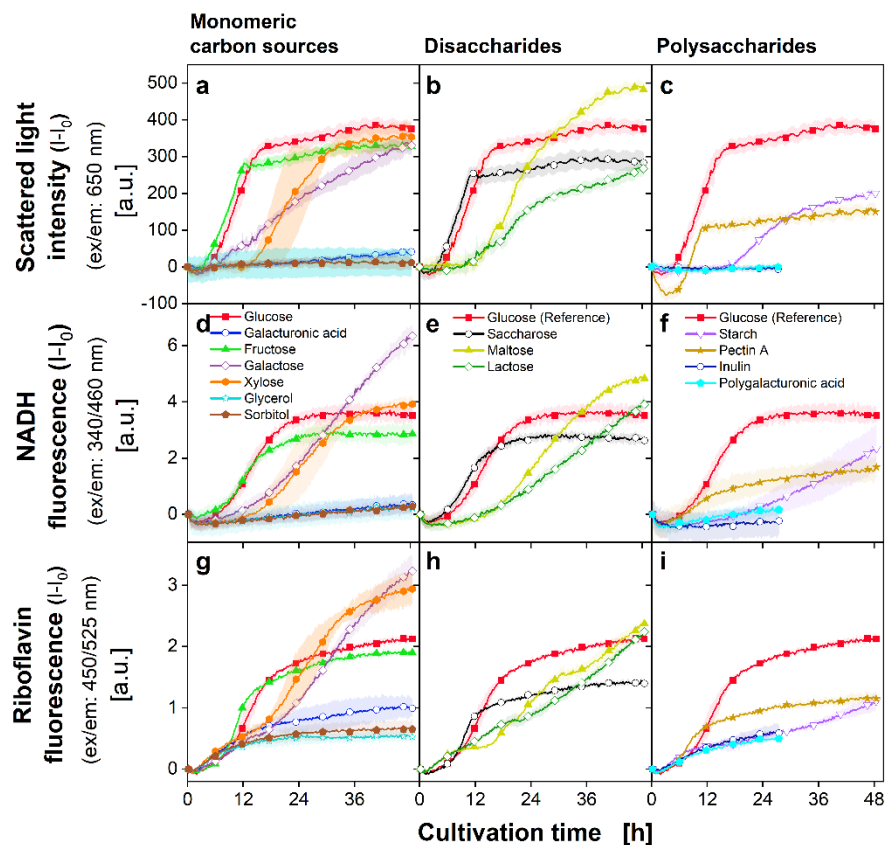 Monomeric
carbon sources
Disaccharides
Polysaccharides
Scattered light
intensity (I-I0)
(ex/em: 650 nm)
[a.u.]
500
400
300
200
100
0
-100
a
b
c
NADH
fluorescence (I-I0)
(ex/em: 340/460 nm)
[a.u.]
6
4
2
0
d
Glucose
Galacturonic acid
Fructose
Galactose
Xylose
Glycerol
Sorbitol
e
Glucose (Reference)
Saccharose
Maltose
Lactose
f
Glucose (Reference)
Starch
Pectin A
Inulin
Polygalacturonic acid
Riboflavin
fluorescence (I-I0)
(ex/em: 450/525 nm)
[a.u.]
3
2
1
0
g
h
i
0 12 24 36 0 12 24 36 0 12 24 36 48
Cultivation time [h]